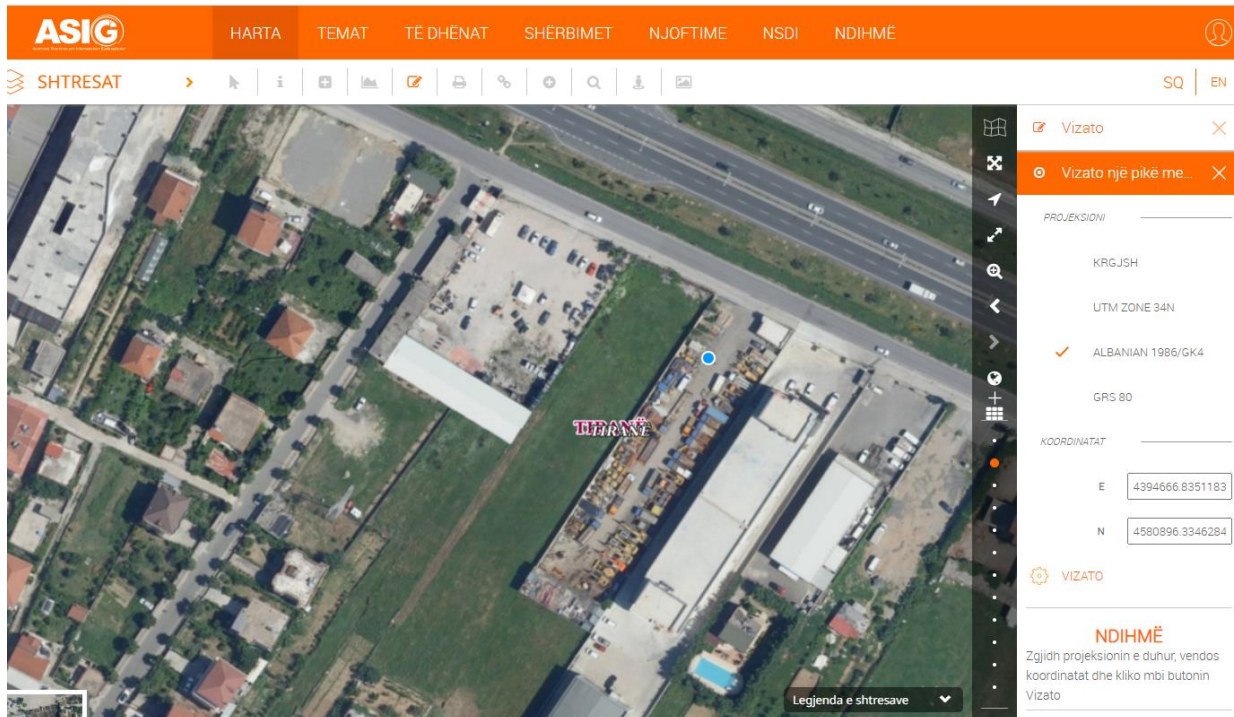 ASIG
HARTA
TEMAT
TË DHËNAT
SHËRBIMET
NJOFTIME
NSDI
NDIHMË
SHTRESAT
SQ
EN
Vizato
Vizato një pikë me...
PROJEKSIONI
KRGJSH
UTM ZONE 34N
ALBANIAN 1986/GK4
GRS 80
KOORDINATAT
E
4394666.8351183
N
4580896.3346284
VIZATO
NDIHMË
Zgjidh projeksionin e duhur, vendos
koordinatat dhe kliko mbi butonin
Vizato
TIRANË
Legjenda e shtresave